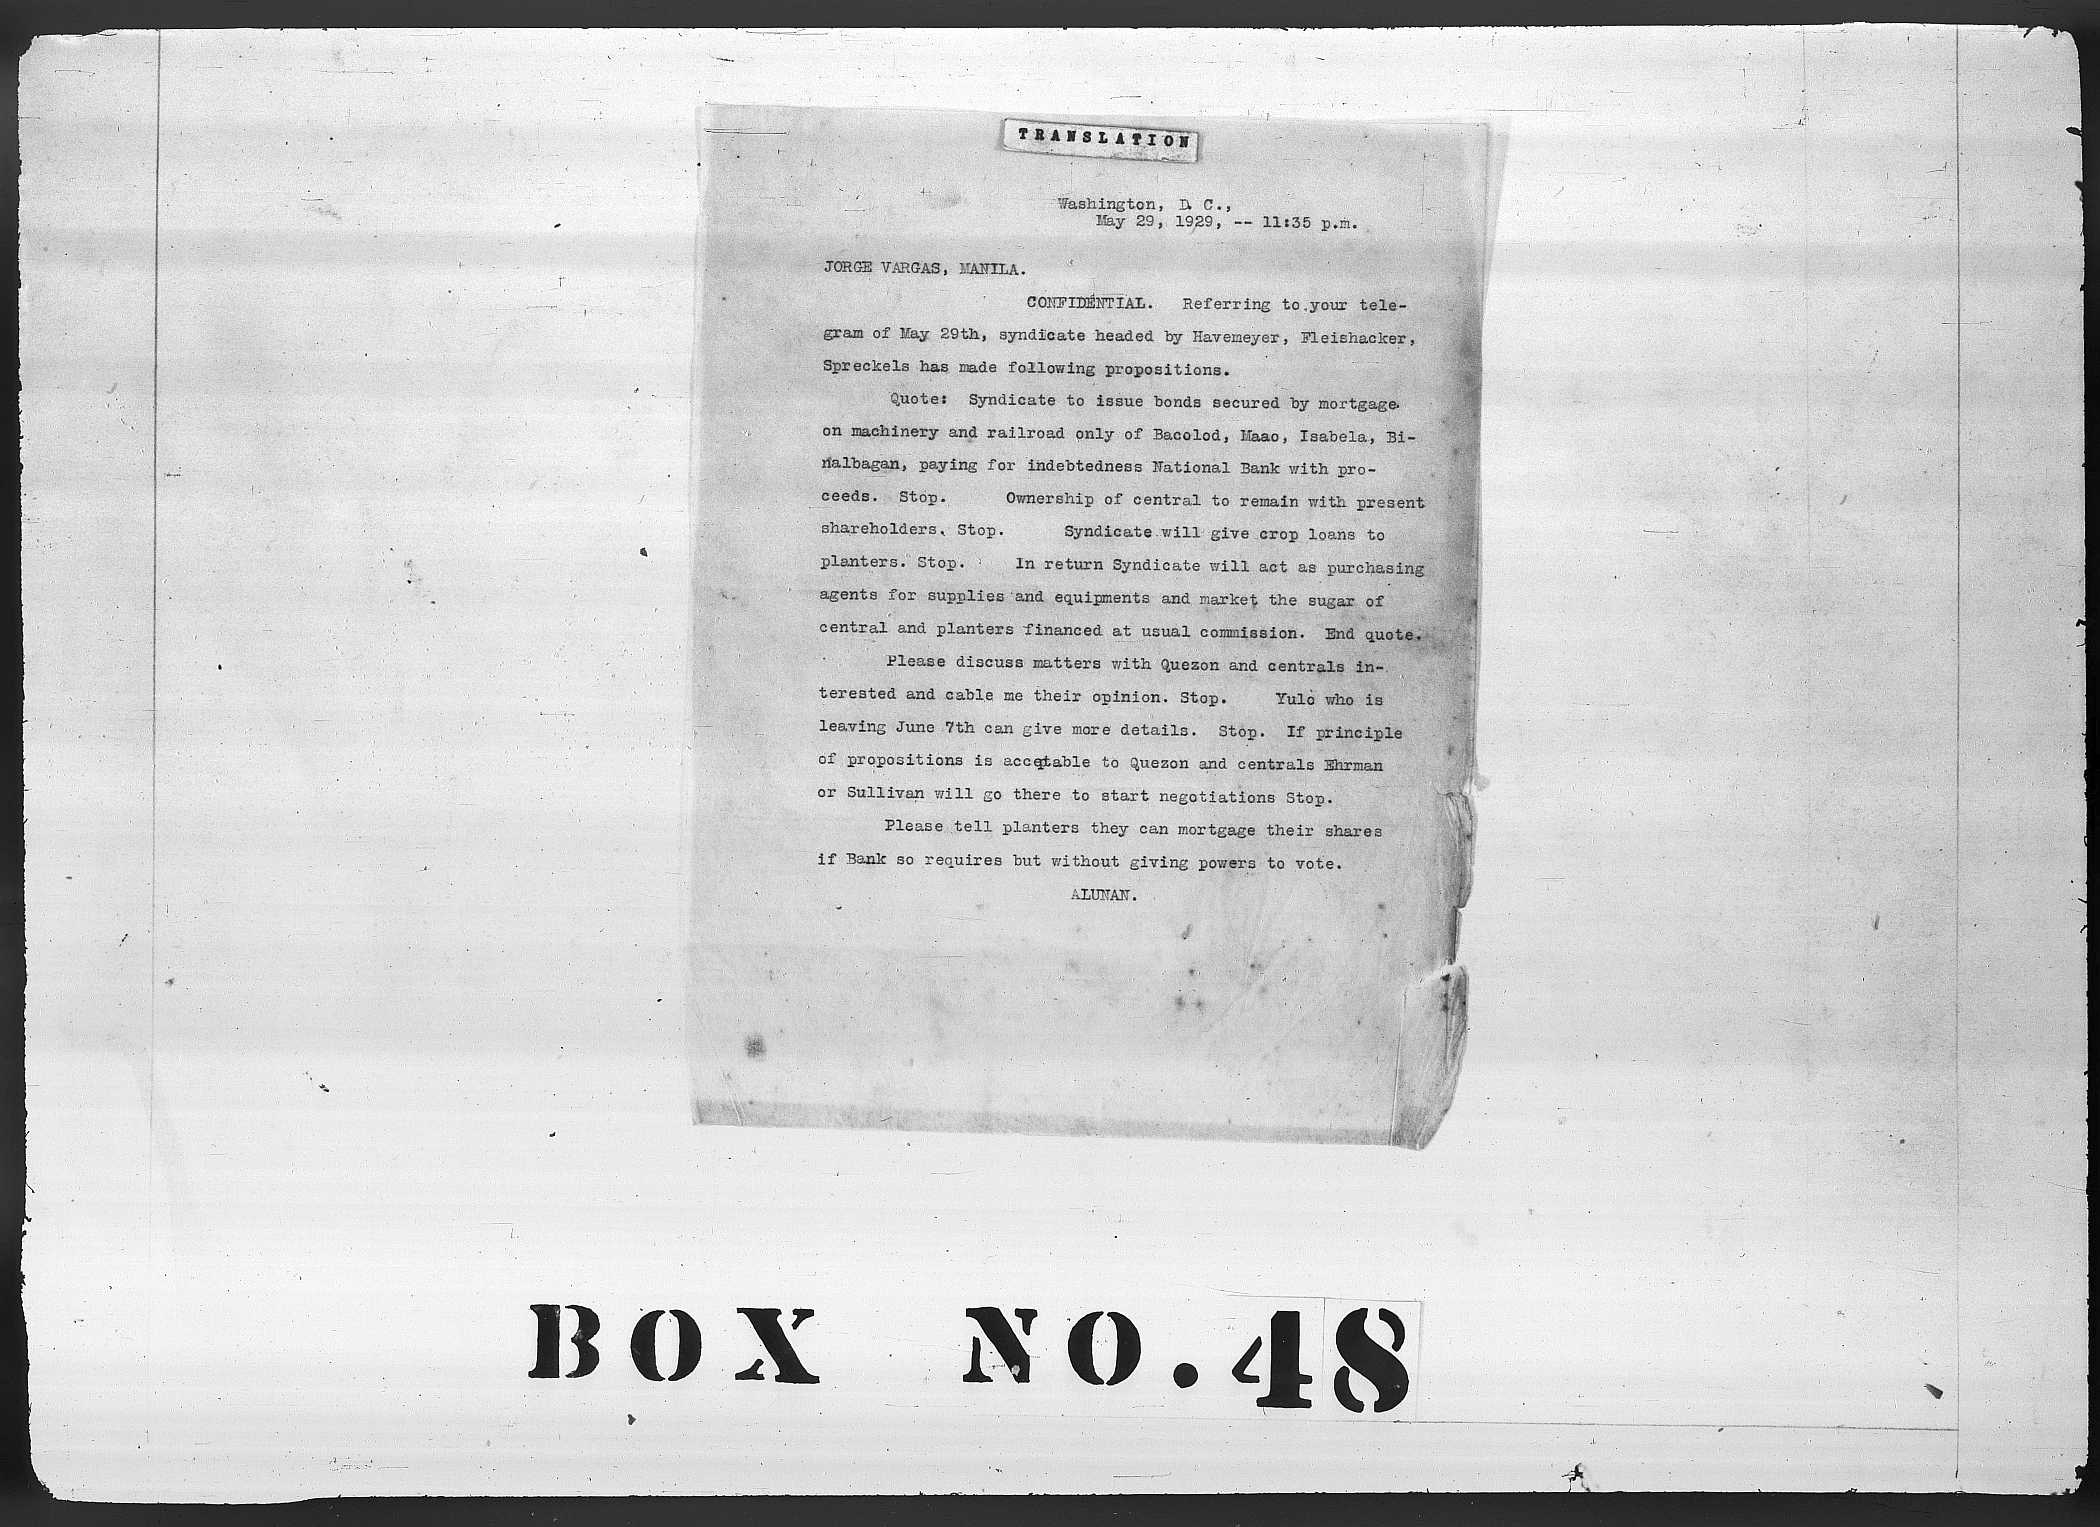 TRANSLATION
Washington, D. C.,
May 29, 1929, -- 11:35 p.m.
JORGE VARGAS, MANILA.
CONFIDENTIAL. Referring to your tele-
gram of May 29th, syndicate headed by Havemeyer, Fleishacker,
Spreckels has made following propositions.
Quote: Syndicate to issue bonds secured by mortgage
on machinery and railroad only of Bacolod, Maao, Isabela, Bi-
nalbagan, paying for indebtedness National Bank with pro-
ceeds. Stop. Ownership of central to remain with present
shareholders. Stop. Syndicate will give crop loans to
planters. Stop. In return Syndicate will act as purchasing
agents for supplies and equipments and market the sugar of
central and planters financed at usual commission. End quote.
Please discuss matters with Quezon and centrals in-
terested and cable me their opinion. Stop. Yulo who is
leaving June 7th can give more details. Stop. If principle
of propositions is acceptable to Quezon and centrals Ehrman
or Sullivan will go there to start negotiations Stop.
Please tell planters they can mortgage their shares
if Bank so requires but without giving powers to vote.
ALUNAN.
BOX NO. 48